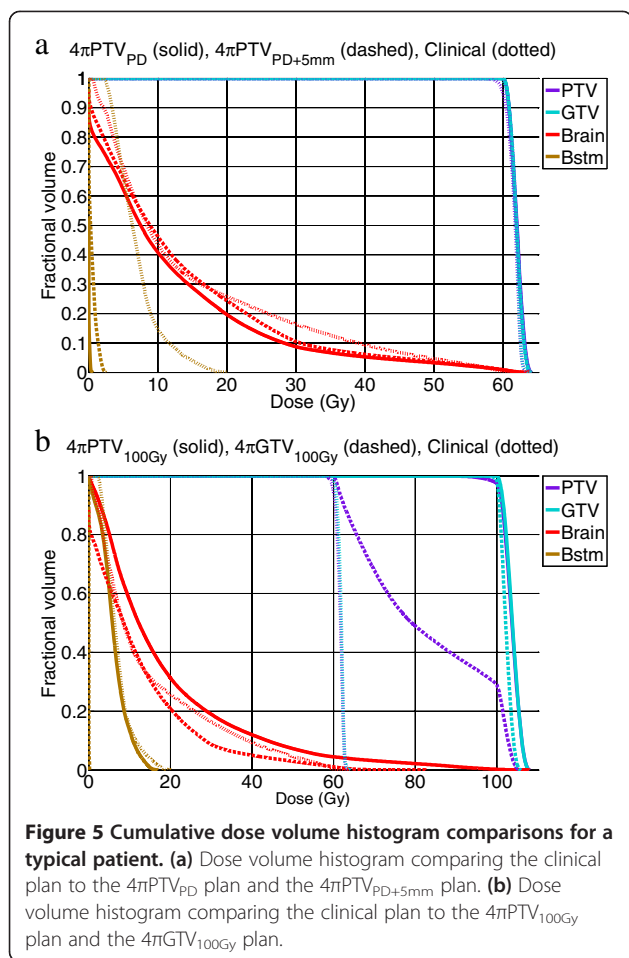 a
4πPTV_PD (solid), 4πPTV_PD+5mm (dashed), Clinical (dotted)
1
0.9
0.8
0.7
0.6
0.5
0.4
0.3
0.2
0.1
0
Fractional volume
0 10 20 30 40 50 60
Dose (Gy)
PTV
GTV
Brain
Bstm
b
4πPTV_100Gy (solid), 4πGTV_100Gy (dashed), Clinical (dotted)
1
0.8
0.6
0.4
0.2
0
Fractional volume
0 20 40 60 80 100
Dose (Gy)
PTV
GTV
Brain
Bstm
Figure 5 Cumulative dose volume histogram comparisons for a
typical patient. (a) Dose volume histogram comparing the clinical
plan to the 4πPTV_PD plan and the 4πPTV_PD+5mm plan. (b) Dose
volume histogram comparing the clinical plan to the 4πPTV_100Gy
plan and the 4πGTV_100Gy plan.